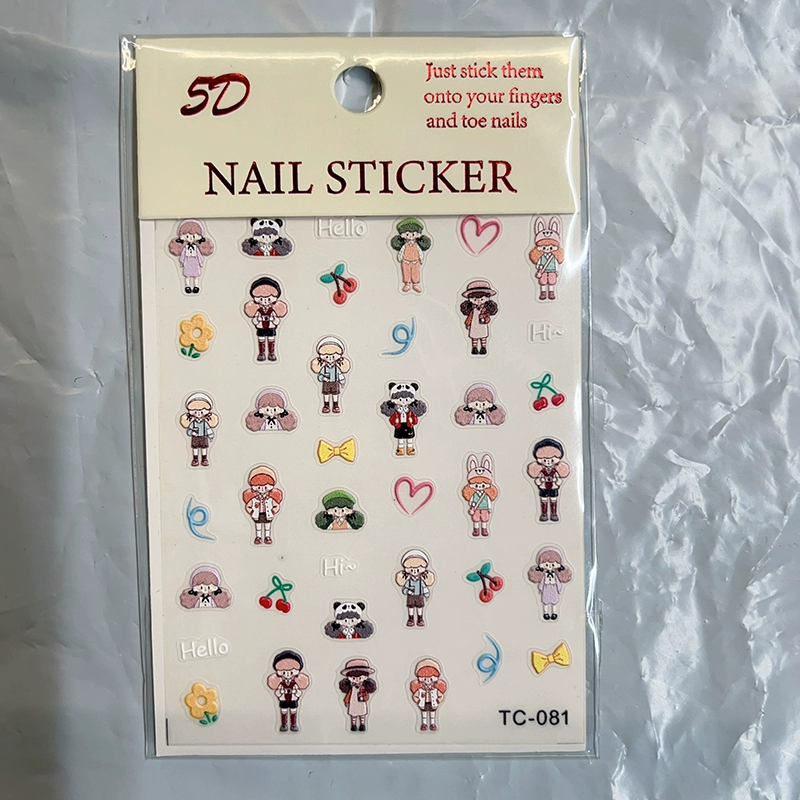 5D
Just stick them
onto your fingers
and toe nails
NAIL STICKER
Hello
Hi~
Hi~
Hello
TC-081